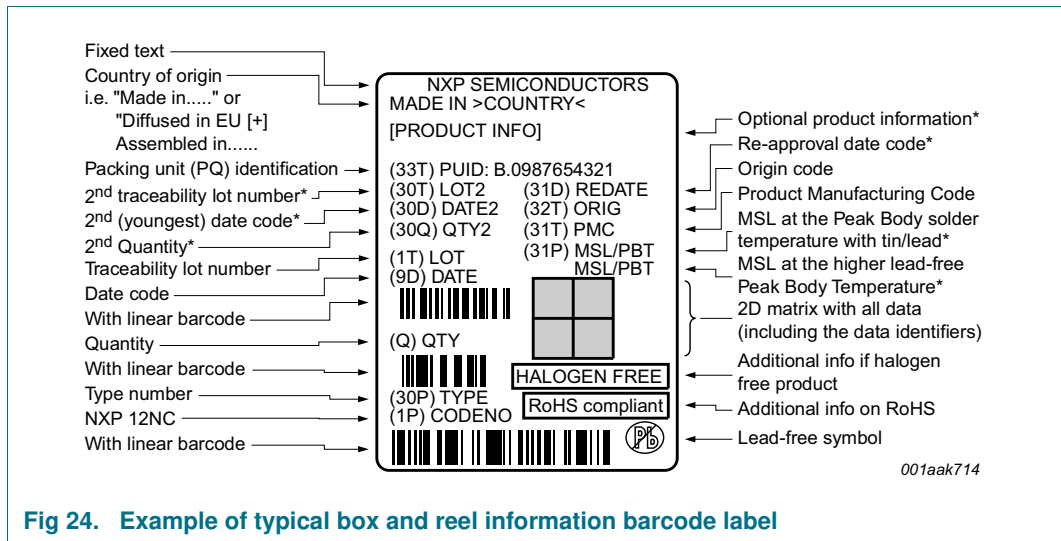 Fixed text
Country of origin
i.e. "Made in....." or
"Diffused in EU [+]
Assembled in......
Packing unit (PQ) identification
2nd traceability lot number*
2nd (youngest) date code*
2nd Quantity*
Traceability lot number
Date code
With linear barcode
Quantity
With linear barcode
Type number
NXP 12NC
With linear barcode
NXP SEMICONDUCTORS
MADE IN >COUNTRY<
[PRODUCT INFO]
(33T) PUID: B.0987654321
(30T) LOT2 (31D) REDATE
(30D) DATE2 (32T) ORIG
(30Q) QTY2 (31T) PMC
(31P) MSL/PBT
(1T) LOT MSL/PBT
(9D) DATE
(Q) QTY
HALOGEN FREE
(30P) TYPE
RoHS compliant
(1P) CODENO
Pb
Optional product information*
Re-approval date code*
Origin code
Product Manufacturing Code
MSL at the Peak Body solder
temperature with tin/lead*
MSL at the higher lead-free
Peak Body Temperature*
2D matrix with all data
(including the data identifiers)
Additional info if halogen
free product
Additional info on RoHS
Lead-free symbol
001aak714
Fig 24. Example of typical box and reel information barcode label